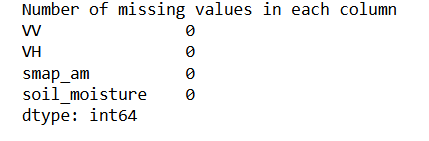 Number of missing values in each column
VV 0
VH 0
smap_am 0
soil_moisture 0
dtype: int64